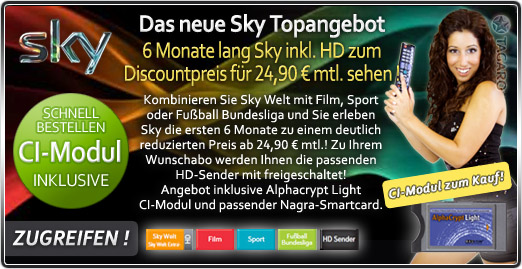 sky
Das neue Sky Topangebot
6 Monate lang Sky inkl. HD zum
Discountpreis für 24,90 € mtl. sehen !
SCHNELL
BESTELLEN
CI-Modul
INKLUSIVE
Kombinieren Sie Sky Welt mit Film, Sport
oder Fußball Bundesliga und Sie erleben
Sky die ersten 6 Monate zu einem deutlich
reduzierten Preis ab 24,90 € mtl.! Zu Ihrem
Wunschabo werden Ihnen die passenden
HD-Sender mit freigeschaltet!
Angebot inklusive Alphacrypt Light
CI-Modul und passender Nagra-Smartcard.
CI-Modul zum Kauf!
Alphacrypt Light
ZUGREIFEN !
Sky Welt
Sky Welt Extra
Film
Sport
Fußball
Bundesliga
HD Sender